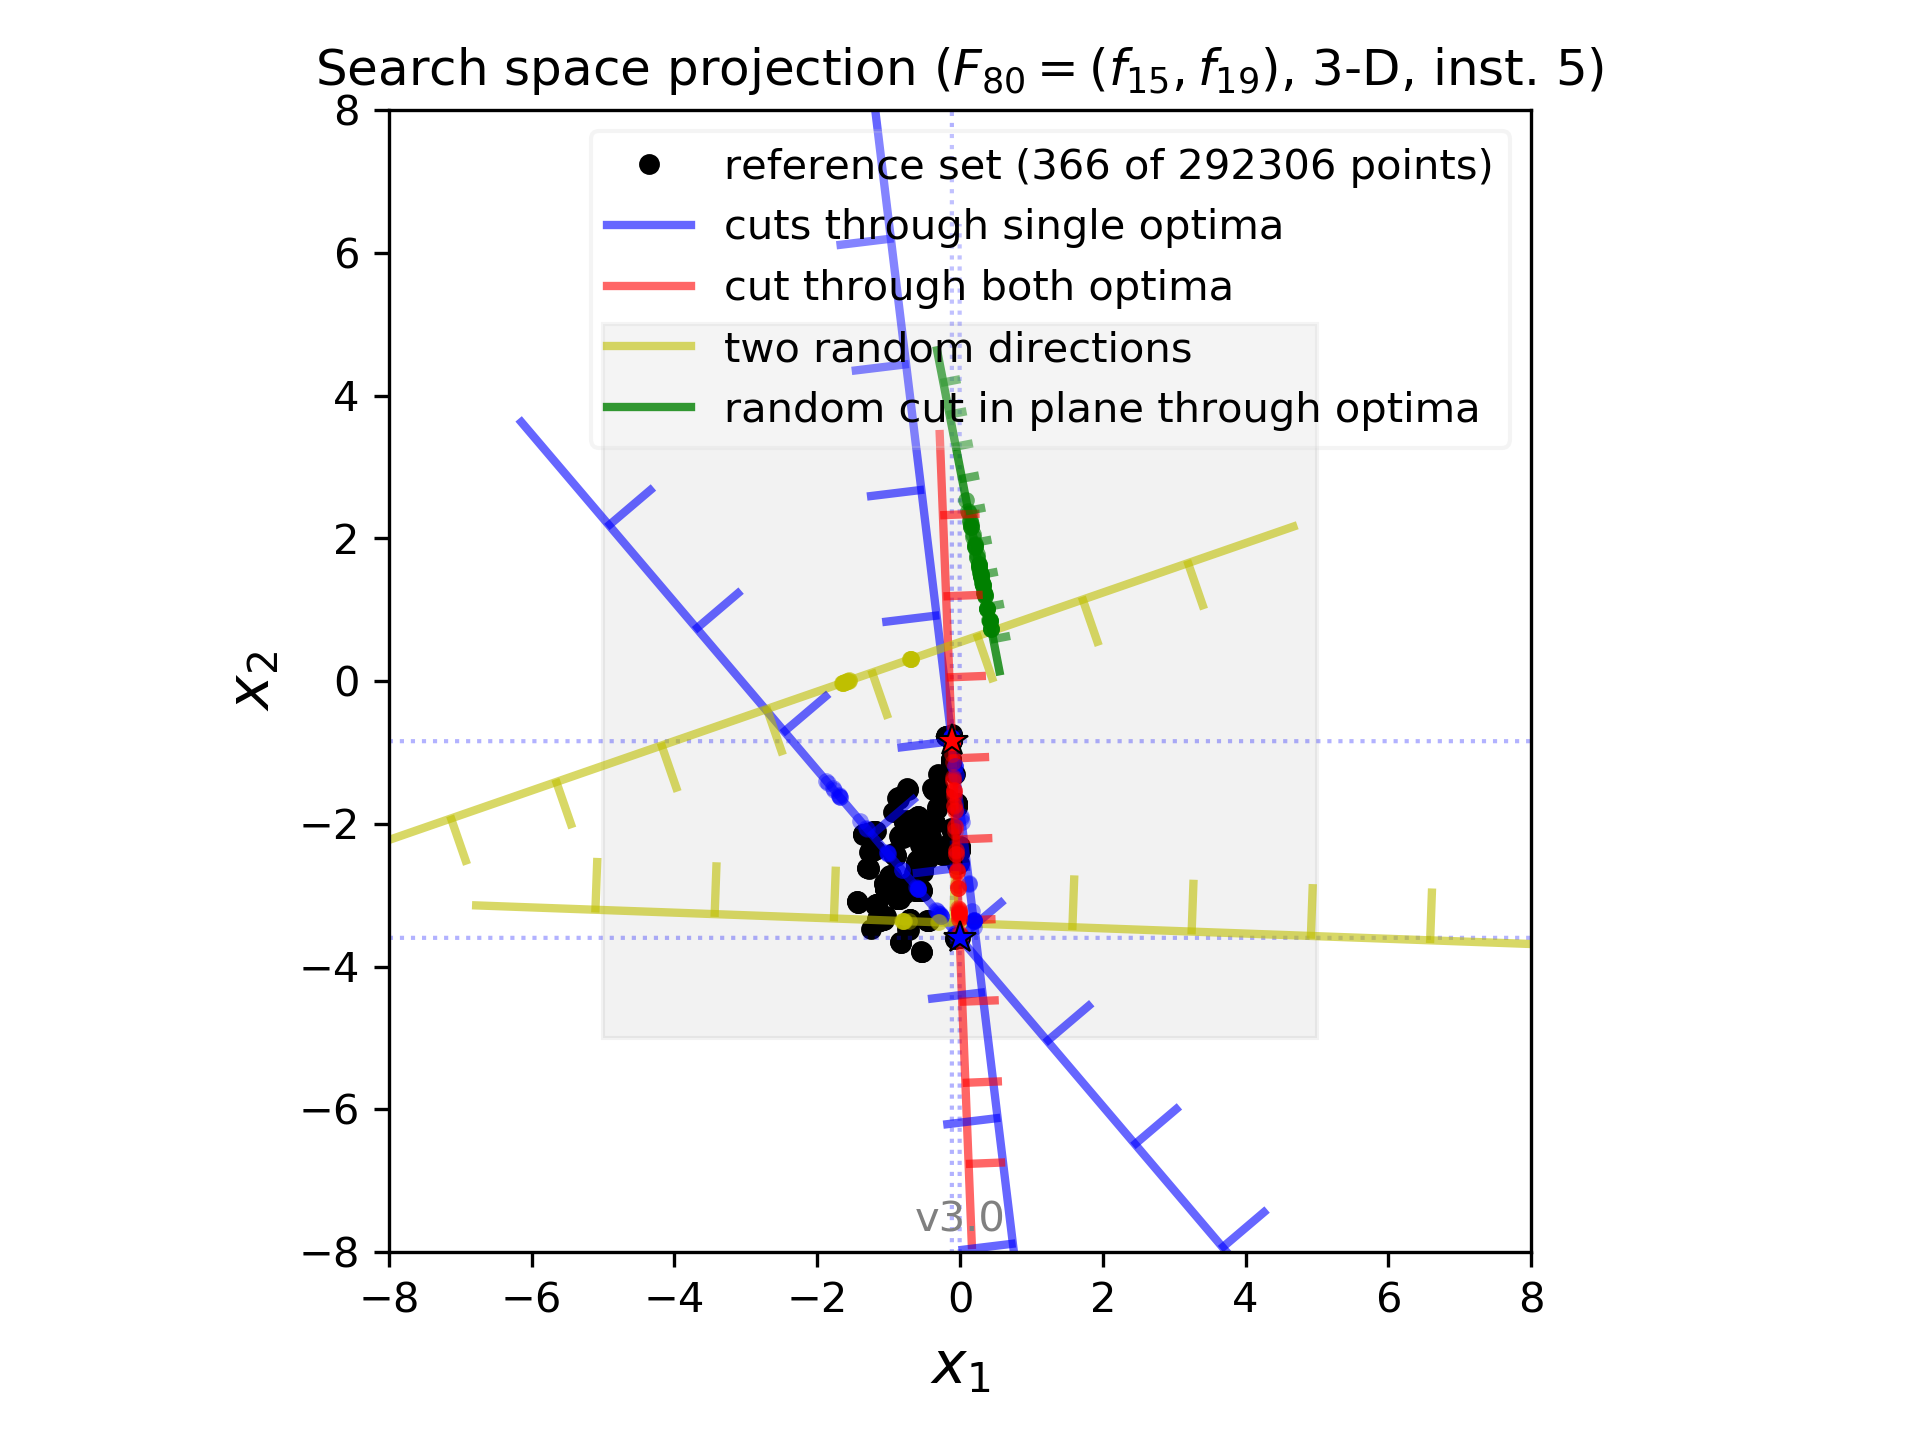 Search space projection (F80 = (f15, f19), 3-D, inst. 5)
reference set (366 of 292306 points)
cuts through single optima
cut through both optima
two random directions
random cut in plane through optima
8
6
4
2
0
−2
−4
−6
−8
x2
v3.0
−8 −6 −4 −2 0 2 4 6 8
x1